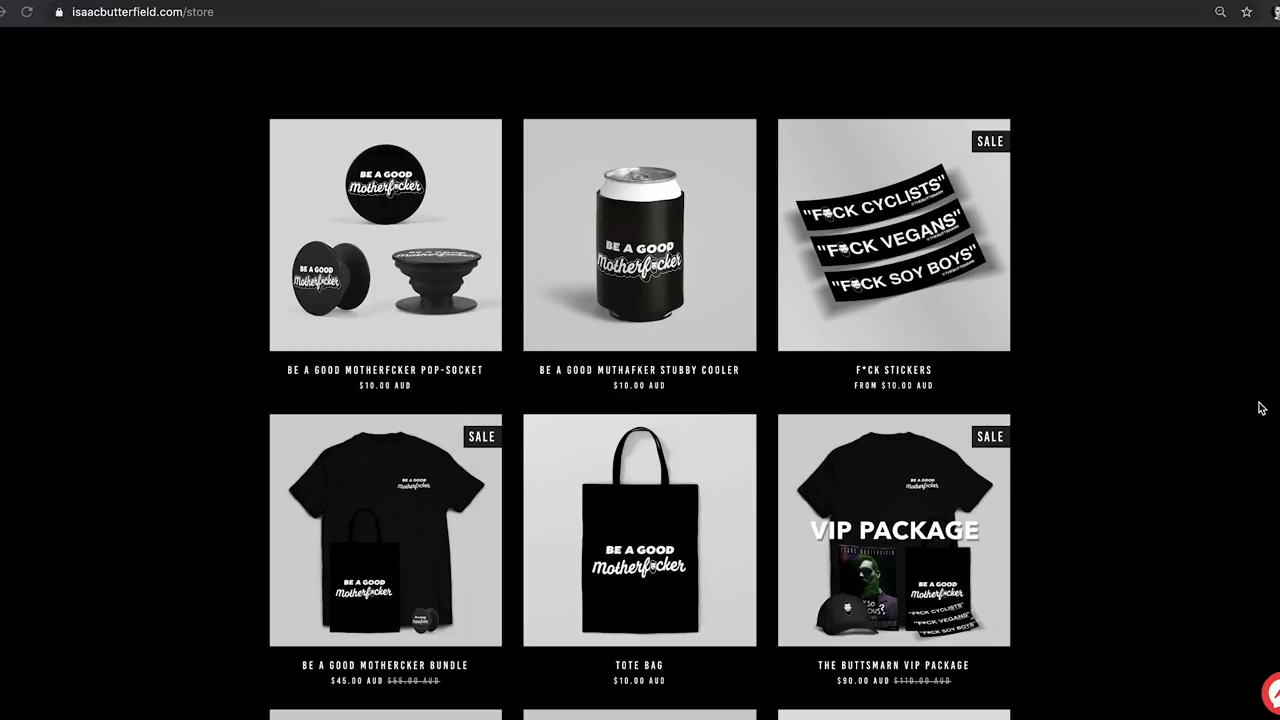 isaacbutterfield.com/store
BE A GOOD
Motherf*cker
BE A GOOD
Motherf*cker
BE A GOOD
Motherf*cker
BE A GOOD
Motherf*cker
SALE
"F*CK CYCLISTS"
"F*CK VEGANS"
"F*CK SOY BOYS"
BE A GOOD MOTHERFCKER POP-SOCKET
$10.00 AUD
BE A GOOD MUTHAFKER STUBBY COOLER
$10.00 AUD
F*CK STICKERS
FROM $10.00 AUD
SALE
BE A GOOD
Motherf*cker
BE A GOOD
Motherf*cker
BE A GOOD
Motherf*cker
SALE
BE A GOOD
Motherf*cker
VIP PACKAGE
ISAAC BUTTERFIELD
BE A GOOD
Motherf*cker
"F*CK CYCLISTS"
"F*CK VEGANS"
"F*CK SOY BOYS"
BE A GOOD MOTHERCKER BUNDLE
$45.00 AUD $55.00 AUD
TOTE BAG
$10.00 AUD
THE BUTTSMARN VIP PACKAGE
$90.00 AUD $110.00 AUD